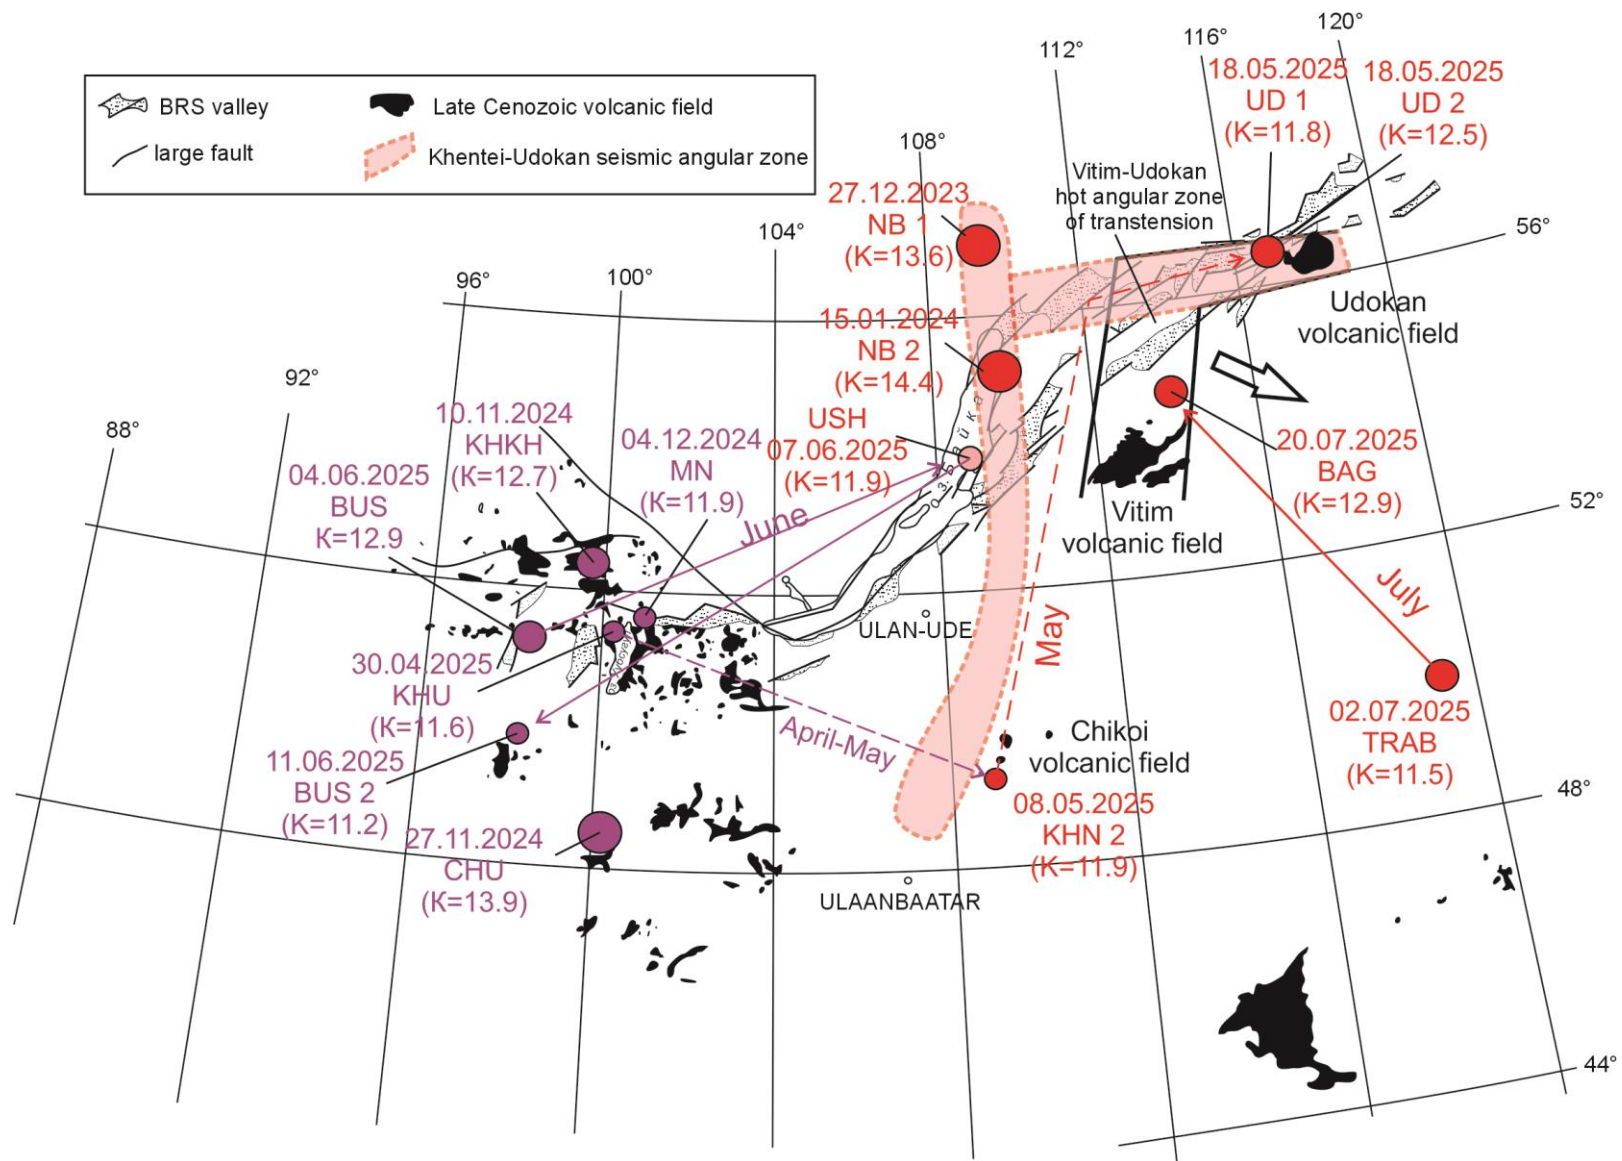 BRS valley
Late Cenozoic volcanic field
large fault
Khentei-Udokan seismic angular zone
88°
92°
96°
100°
104°
108°
112°
116°
120°
56°
52°
48°
44°
18.05.2025
UD 1
(K=11.8)
18.05.2025
UD 2
(K=12.5)
Vitim-Udokan
hot angular zone
of transtension
27.12.2023
NB 1
(K=13.6)
15.01.2024
NB 2
(K=14.4)
Udokan
volcanic field
USH
07.06.2025
(K=11.9)
20.07.2025
BAG
(K=12.9)
Vitim
volcanic field
10.11.2024
KHKH
(K=12.7)
04.12.2024
MN
(K=11.9)
04.06.2025
BUS
K=12.9
June
ULAN-UDE
May
July
30.04.2025
KHU
(K=11.6)
April-May
Chikoi
volcanic field
02.07.2025
TRAB
(K=11.5)
11.06.2025
BUS 2
(K=11.2)
08.05.2025
KHN 2
(K=11.9)
27.11.2024
CHU
(K=13.9)
ULAANBAATAR